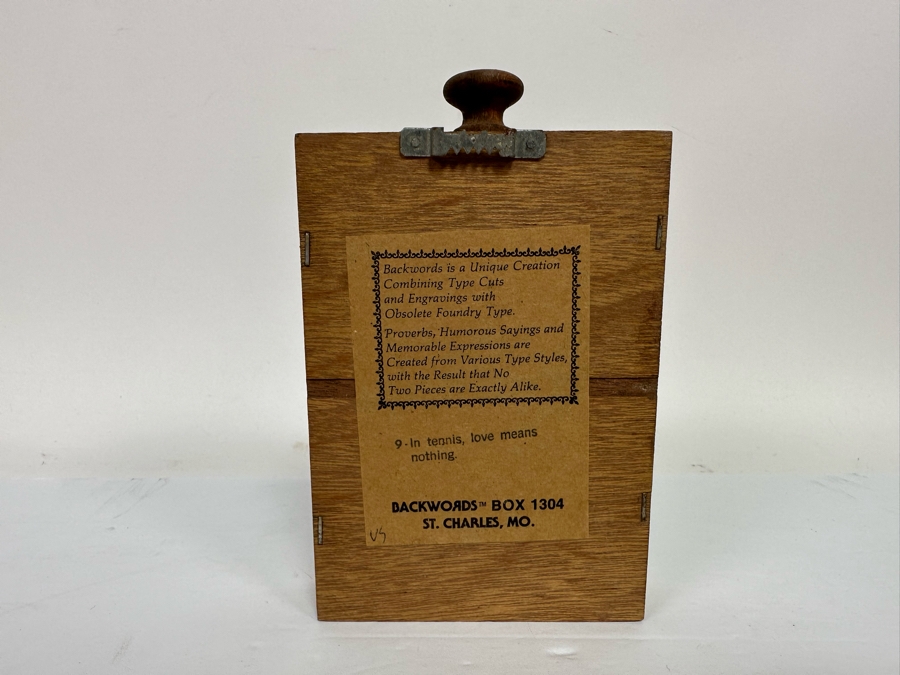 Backwords is a Unique Creation
Combining Type Cuts
and Engravings with
Obsolete Foundry Type.
Proverbs, Humorous Sayings and
Memorable Expressions are
Created from Various Type Styles,
with the Result that No
Two Pieces are Exactly Alike.
9-In tennis, love means
nothing.
BACKWORDS™ BOX 1304
ST. CHARLES, MO.